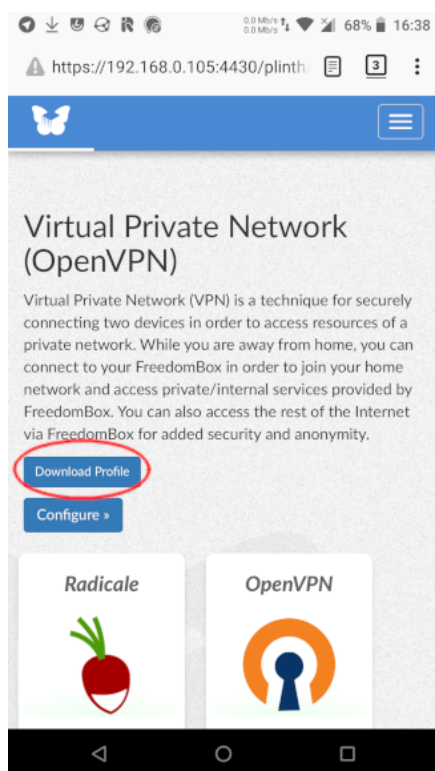 0.0 Mb/s
0.0 Mb/s 68% 16:38
https://192.168.0.105:4430/plinth/ 3
Virtual Private Network
(OpenVPN)
Virtual Private Network (VPN) is a technique for securely
connecting two devices in order to access resources of a
private network. While you are away from home, you can
connect to your FreedomBox in order to join your home
network and access private/internal services provided by
FreedomBox. You can also access the rest of the Internet
via FreedomBox for added security and anonymity.
Download Profile
Configure »
Radicale OpenVPN